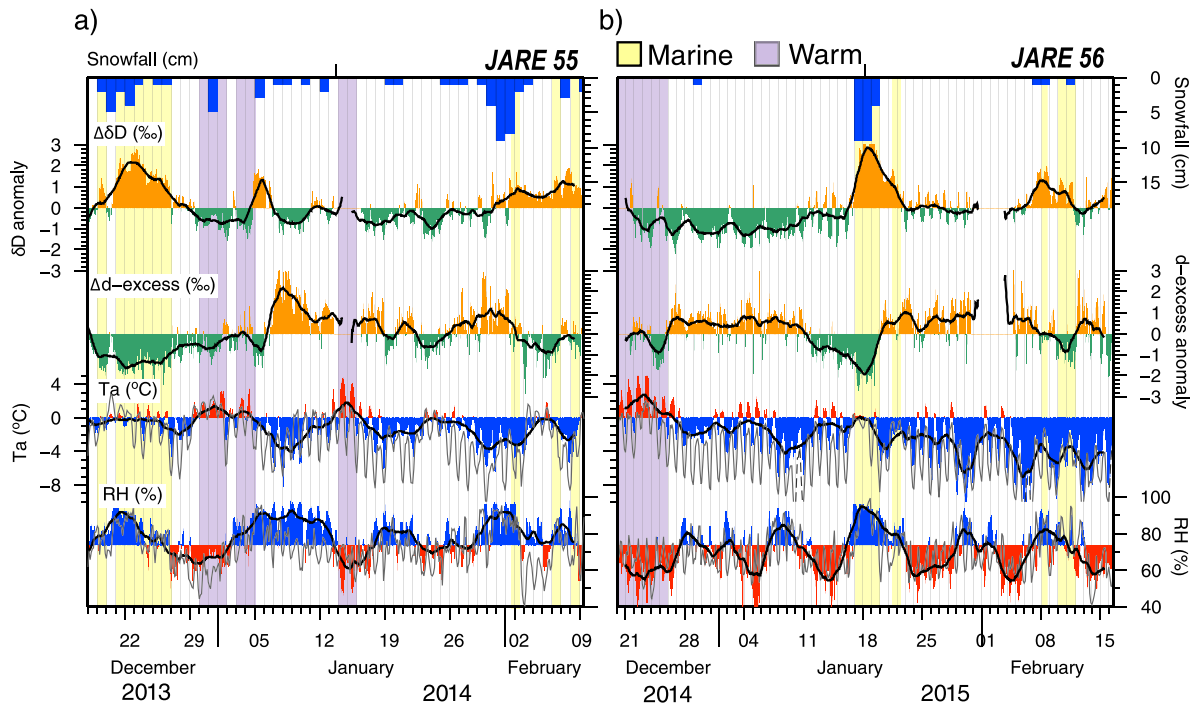 a)
b)
Snowfall (cm)
JARE 55
Marine
Warm
JARE 56
ΔδD (‰)
3
2
1
0
−1
−2
−3
δD anomaly
0
5
10
15
Snowfall (cm)
Δd−excess (‰)
3
2
1
0
−1
−2
−3
d−excess anomaly
Ta (°C)
4
0
−4
−8
Ta (°C)
RH (%)
100
80
60
40
RH (%)
22 29 05 12 19 26 02 09
December January February
2013 2014
21 28 04 11 18 25 01 08 15
December January February
2014 2015